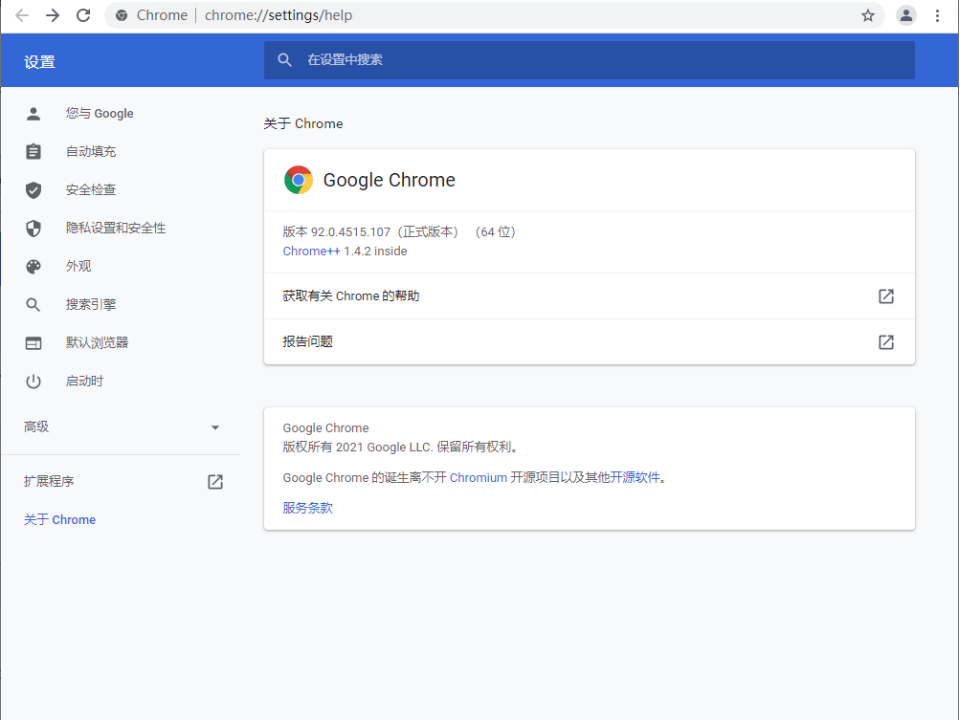 Chrome | chrome://settings/help
设置
在设置中搜索
您与 Google
自动填充
安全检查
隐私设置和安全性
外观
搜索引擎
默认浏览器
启动时
高级
扩展程序
关于 Chrome
关于 Chrome
Google Chrome
版本 92.0.4515.107（正式版本） （64 位）
Chrome++ 1.4.2 inside
获取有关 Chrome 的帮助
报告问题
Google Chrome
版权所有 2021 Google LLC. 保留所有权利。
Google Chrome 的诞生离不开 Chromium 开源项目以及其他开源软件。
服务条款